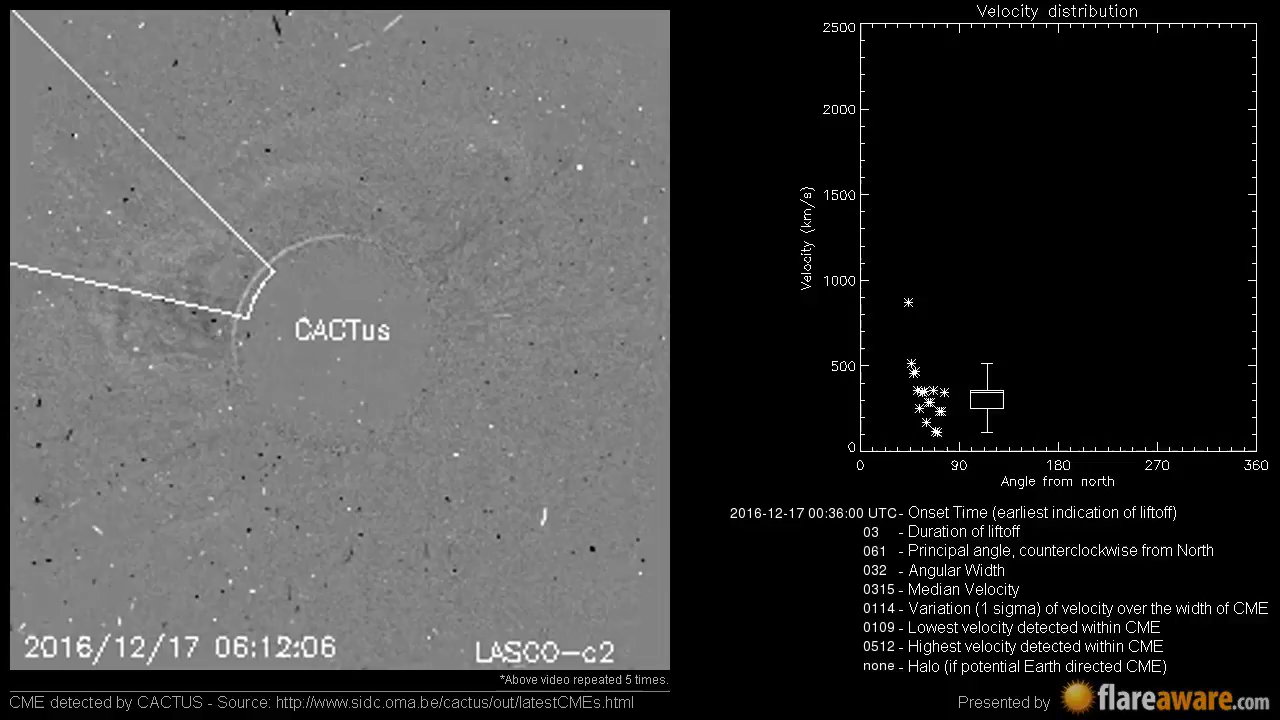 CACTus
2016/12/17 06:12:06
LASCO-c2
*Above video repeated 5 times.
CME detected by CACTUS - Source: http://www.sidc.oma.be/cactus/out/latestCMEs.html
Velocity distribution
Velocity (km/s)
2500
2000
1500
1000
500
0
0 90 180 270 360
Angle from north
2016-12-17 00:36:00 UTC - Onset Time (earliest indication of liftoff)
03 - Duration of liftoff
061 - Principal angle, counterclockwise from North
032 - Angular Width
0315 - Median Velocity
0114 - Variation (1 sigma) of velocity over the width of CME
0109 - Lowest velocity detected within CME
0512 - Highest velocity detected within CME
none - Halo (if potential Earth directed CME)
Presented by flareaware.com